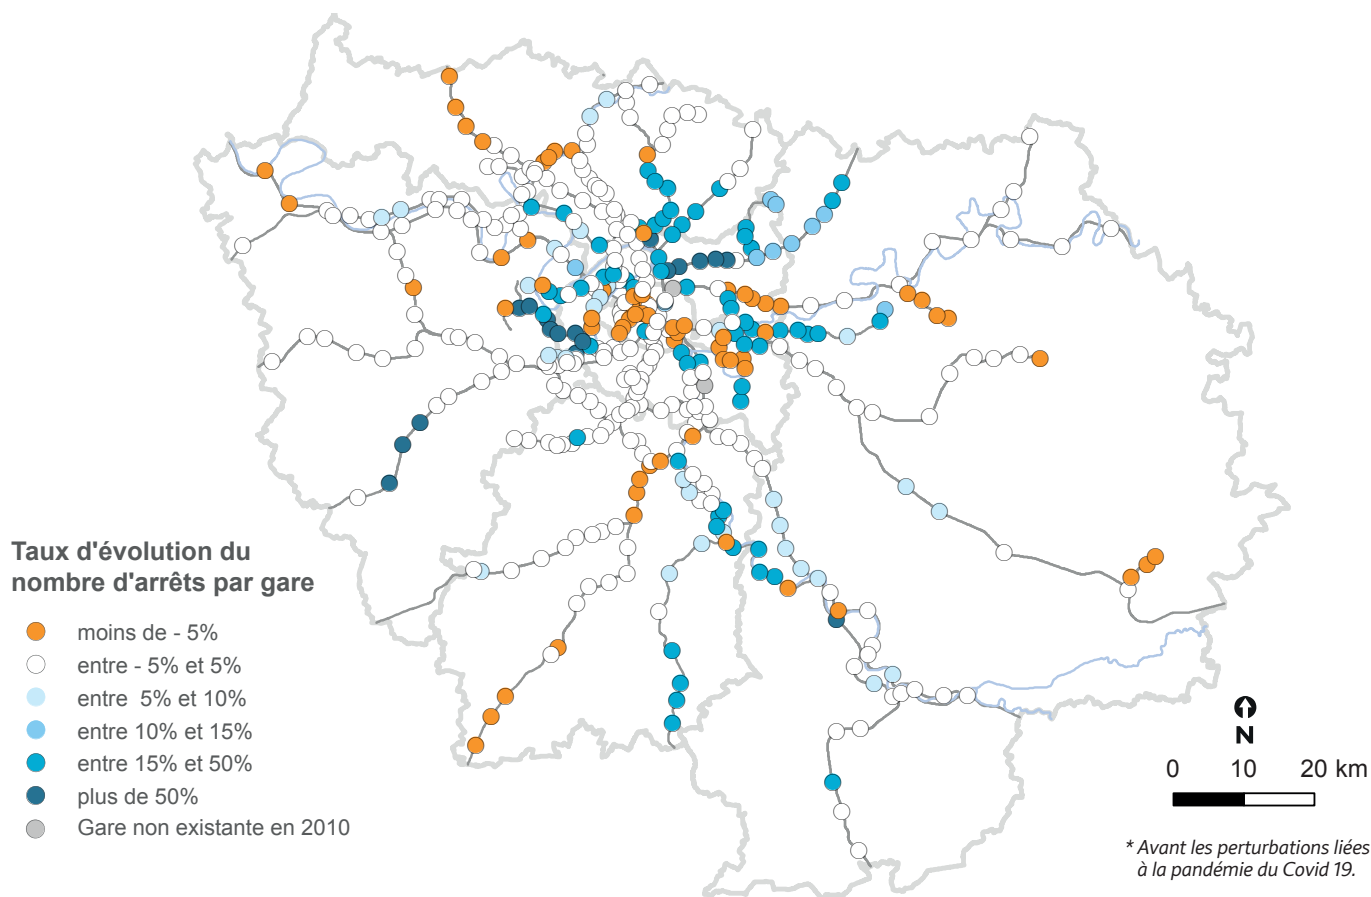 Taux d'évolution du
nombre d'arrêts par gare
moins de - 5%
entre - 5% et 5%
entre 5% et 10%
entre 10% et 15%
entre 15% et 50%
plus de 50%
Gare non existante en 2010
N
0 10 20 km
* Avant les perturbations liées
à la pandémie du Covid 19.